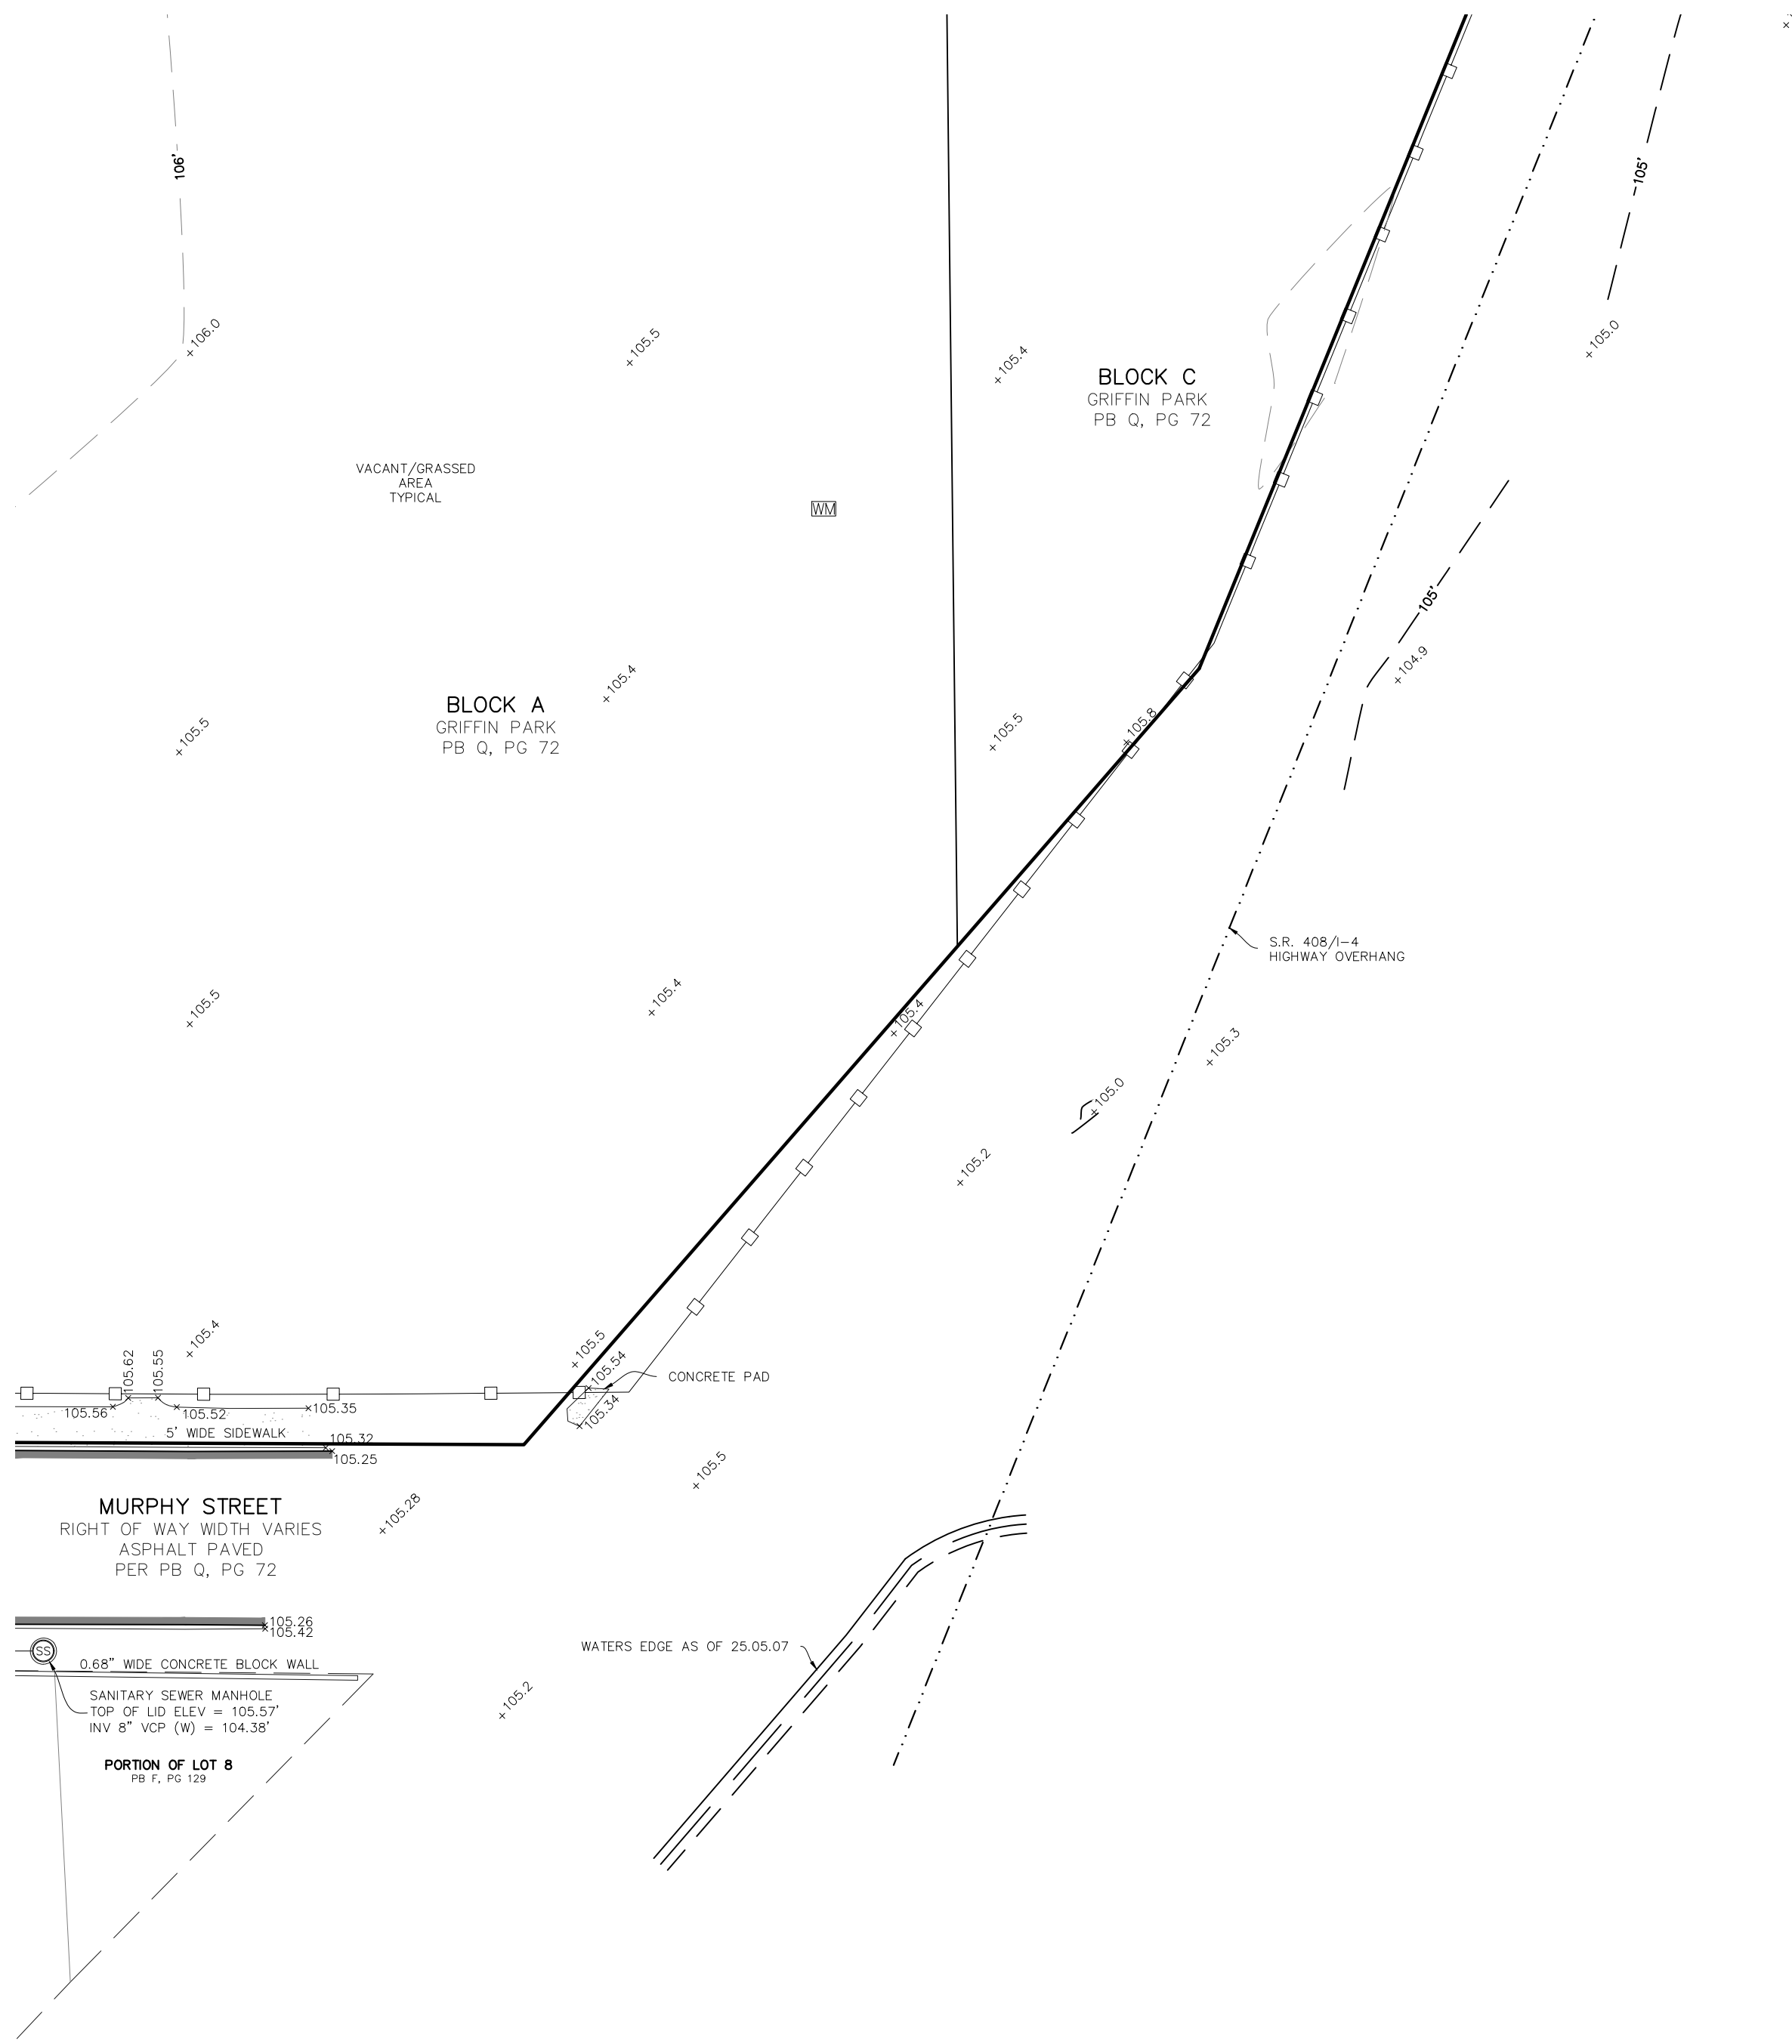 106'
105'
+106.0
+105.5
+105.4
+105.0
BLOCK C
GRIFFIN PARK
PB Q, PG 72
VACANT/GRASSED
AREA
TYPICAL
WM
105'
+104.9
+105.4
BLOCK A
GRIFFIN PARK
PB Q, PG 72
+105.5
+105.5
+105.8
S.R. 408/I-4
HIGHWAY OVERHANG
+105.5
+105.4
+105.4
+105.3
+105.0
+105.2
+105.4
105.62
105.55
+105.5
×105.54
CONCRETE PAD
105.56
105.52
105.35
×105.34
5' WIDE SIDEWALK
105.32
105.25
+105.5
MURPHY STREET
RIGHT OF WAY WIDTH VARIES
ASPHALT PAVED
PER PB Q, PG 72
+105.28
105.26
105.42
SS
WATERS EDGE AS OF 25.05.07
0.68" WIDE CONCRETE BLOCK WALL
SANITARY SEWER MANHOLE
TOP OF LID ELEV = 105.57'
INV 8" VCP (W) = 104.38'
+105.2
PORTION OF LOT 8
PB F, PG 129